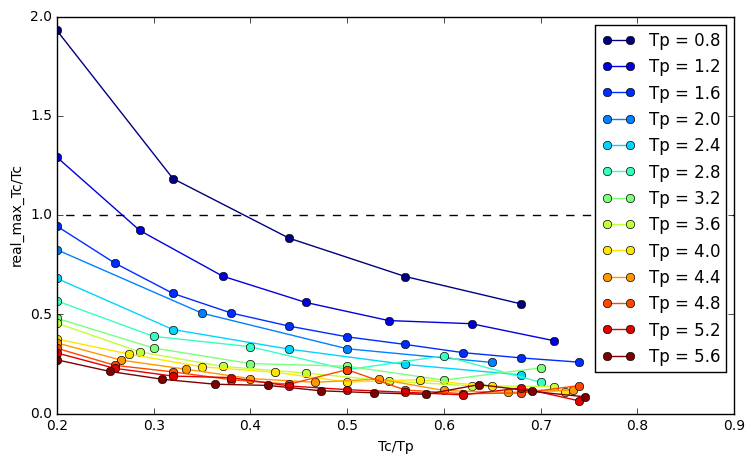 2.0
1.5
1.0
0.5
0.0
real_max_Tc/Tc
0.2 0.3 0.4 0.5 0.6 0.7 0.8 0.9
Tc/Tp
Tp = 0.8
Tp = 1.2
Tp = 1.6
Tp = 2.0
Tp = 2.4
Tp = 2.8
Tp = 3.2
Tp = 3.6
Tp = 4.0
Tp = 4.4
Tp = 4.8
Tp = 5.2
Tp = 5.6